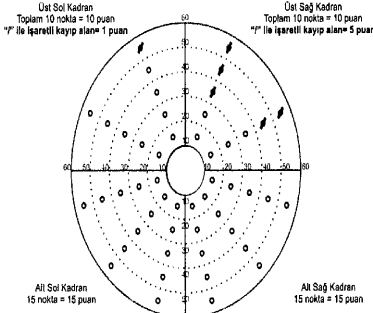 Üst Sol Kadran
Toplam 10 nokta = 10 puan
"/" ile işaretli kayıp alan= 1 puan
Üst Sağ Kadran
Toplam 10 nokta = 10 puan
"/" ile işaretli kayıp alan= 5 puan
60
50
40
30
20
10
60 50 40 30 20 10
10 20 30 40 50 60
Alt Sol Kadran
15 nokta = 15 puan
Alt Sağ Kadran
15 nokta = 15 puan